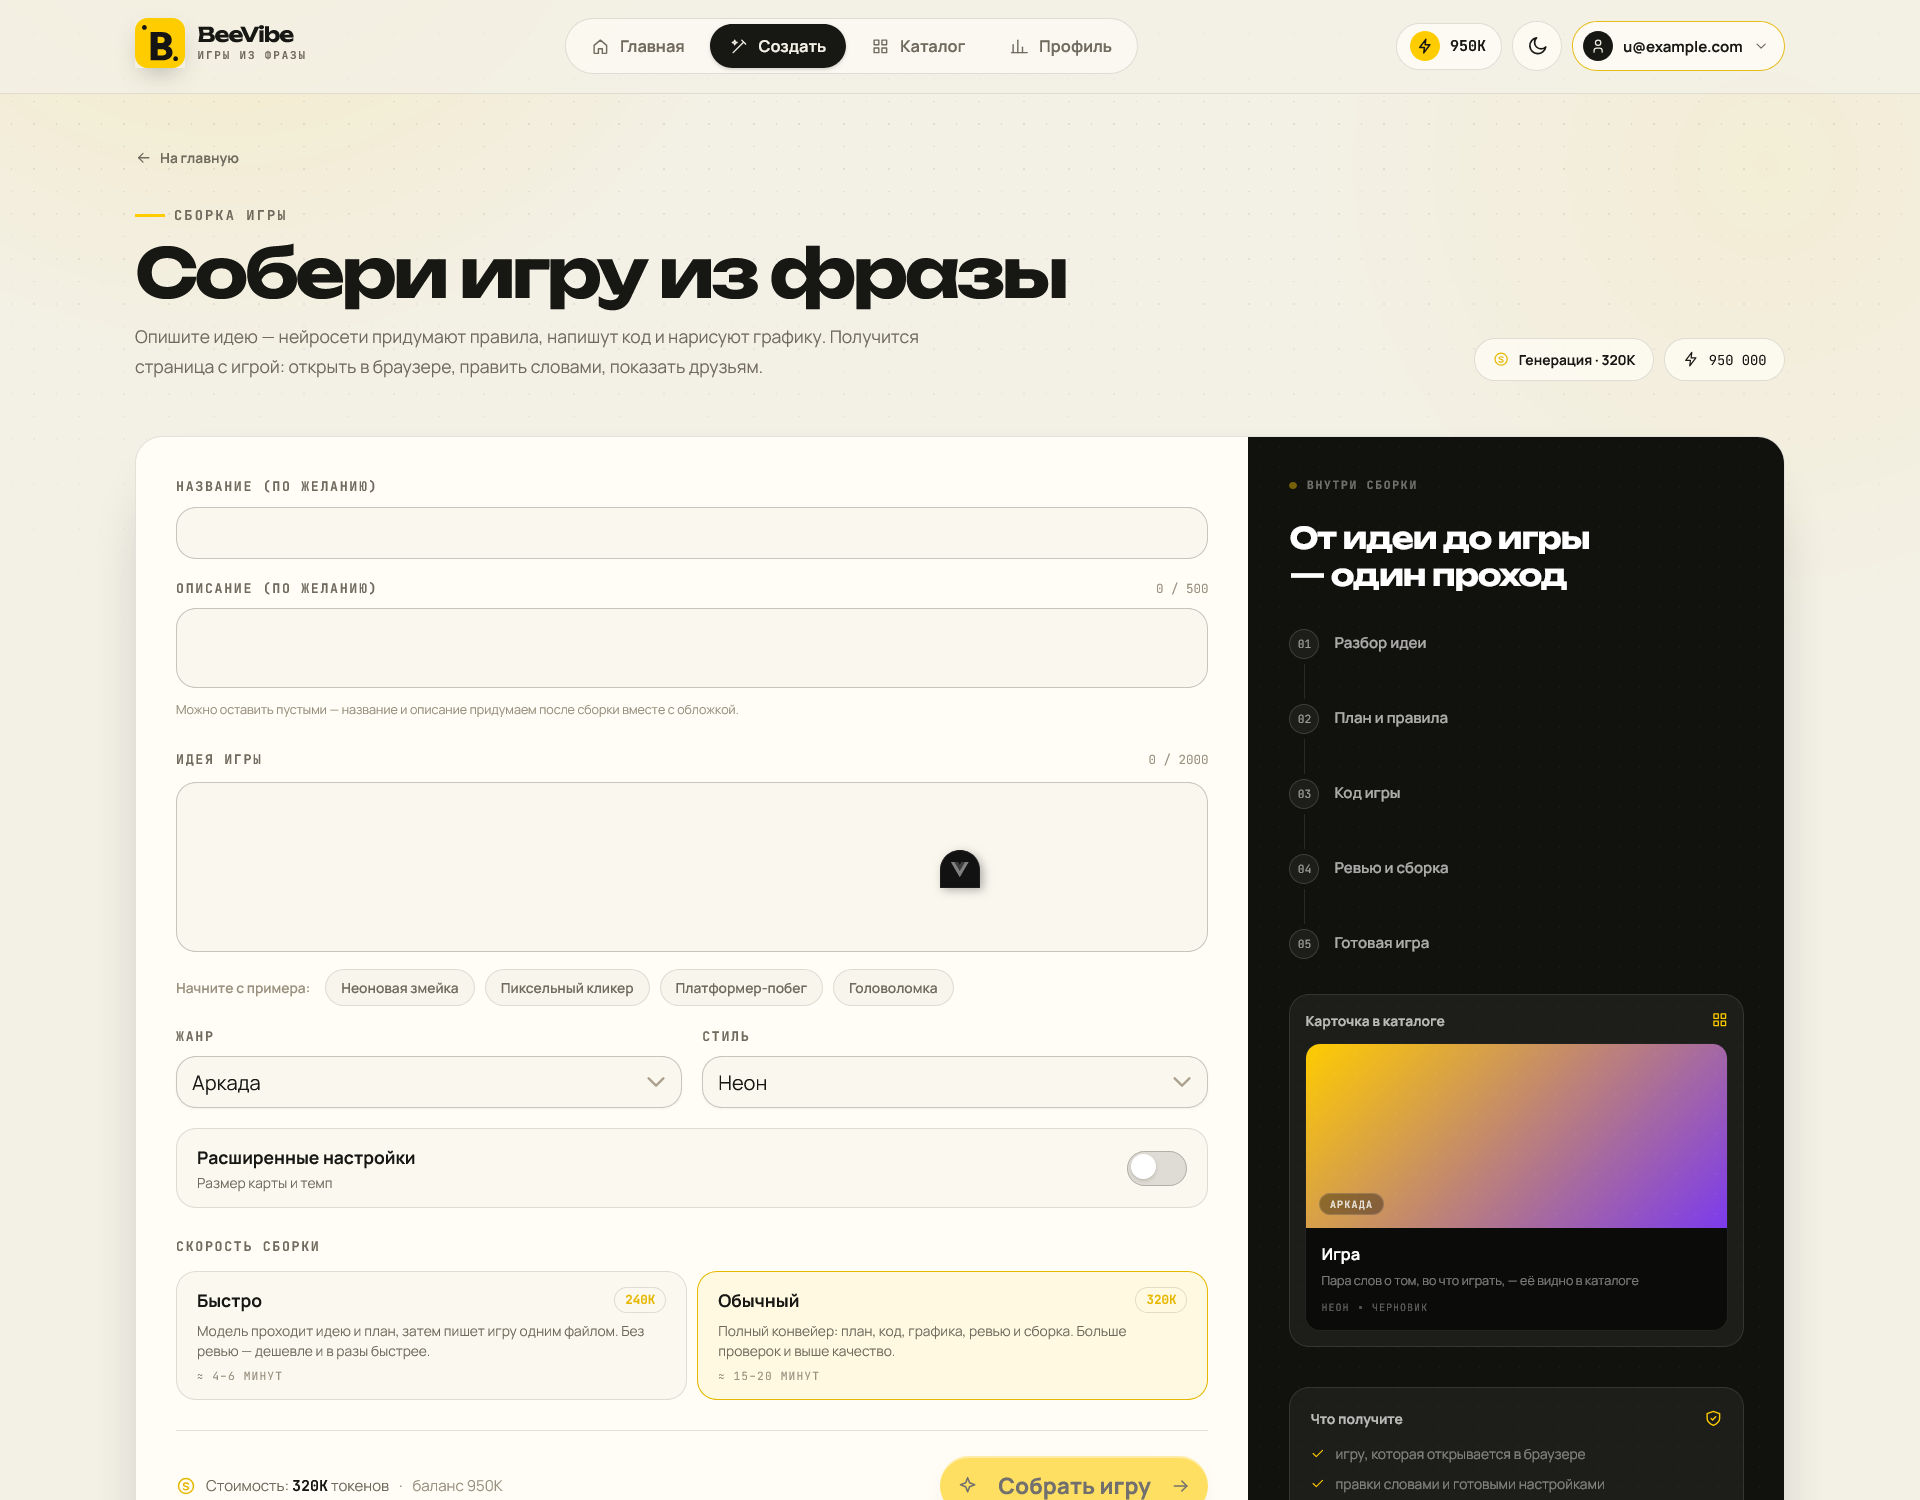 B.
BeeVibe
ИГРЫ ИЗ ФРАЗЫ
Главная
Создать
Каталог
Профиль
950K
u@example.com
На главную
СБОРКА ИГРЫ
Собери игру из фразы
Опишите идею — нейросети придумают правила, напишут код и нарисуют графику. Получится
страница с игрой: открыть в браузере, править словами, показать друзьям.
Генерация · 320K
950 000
НАЗВАНИЕ (ПО ЖЕЛАНИЮ)
ОПИСАНИЕ (ПО ЖЕЛАНИЮ)
0 / 500
Можно оставить пустыми — название и описание придумаем после сборки вместе с обложкой.
ИДЕЯ ИГРЫ
0 / 2000
Начните с примера:
Неоновая змейка
Пиксельный кликер
Платформер-побег
Головоломка
ЖАНР
СТИЛЬ
Аркада
Неон
Расширенные настройки
Размер карты и темп
СКОРОСТЬ СБОРКИ
Быстро
240K
Модель проходит идею и план, затем пишет игру одним файлом. Без
ревью — дешевле и в разы быстрее.
≈ 4–6 МИНУТ
Обычный
320K
Полный конвейер: план, код, графика, ревью и сборка. Больше
проверок и выше качество.
≈ 15–20 МИНУТ
Стоимость: 320K токенов · баланс 950K
Собрать игру
ВНУТРИ СБОРКИ
От идеи до игры
— один проход
01 Разбор идеи
02 План и правила
03 Код игры
04 Ревью и сборка
05 Готовая игра
Карточка в каталоге
АРКАДА
Игра
Пара слов о том, во что играть, — её видно в каталоге
НЕОН • ЧЕРНОВИК
Что получите
игру, которая открывается в браузере
правки словами и готовыми настройками